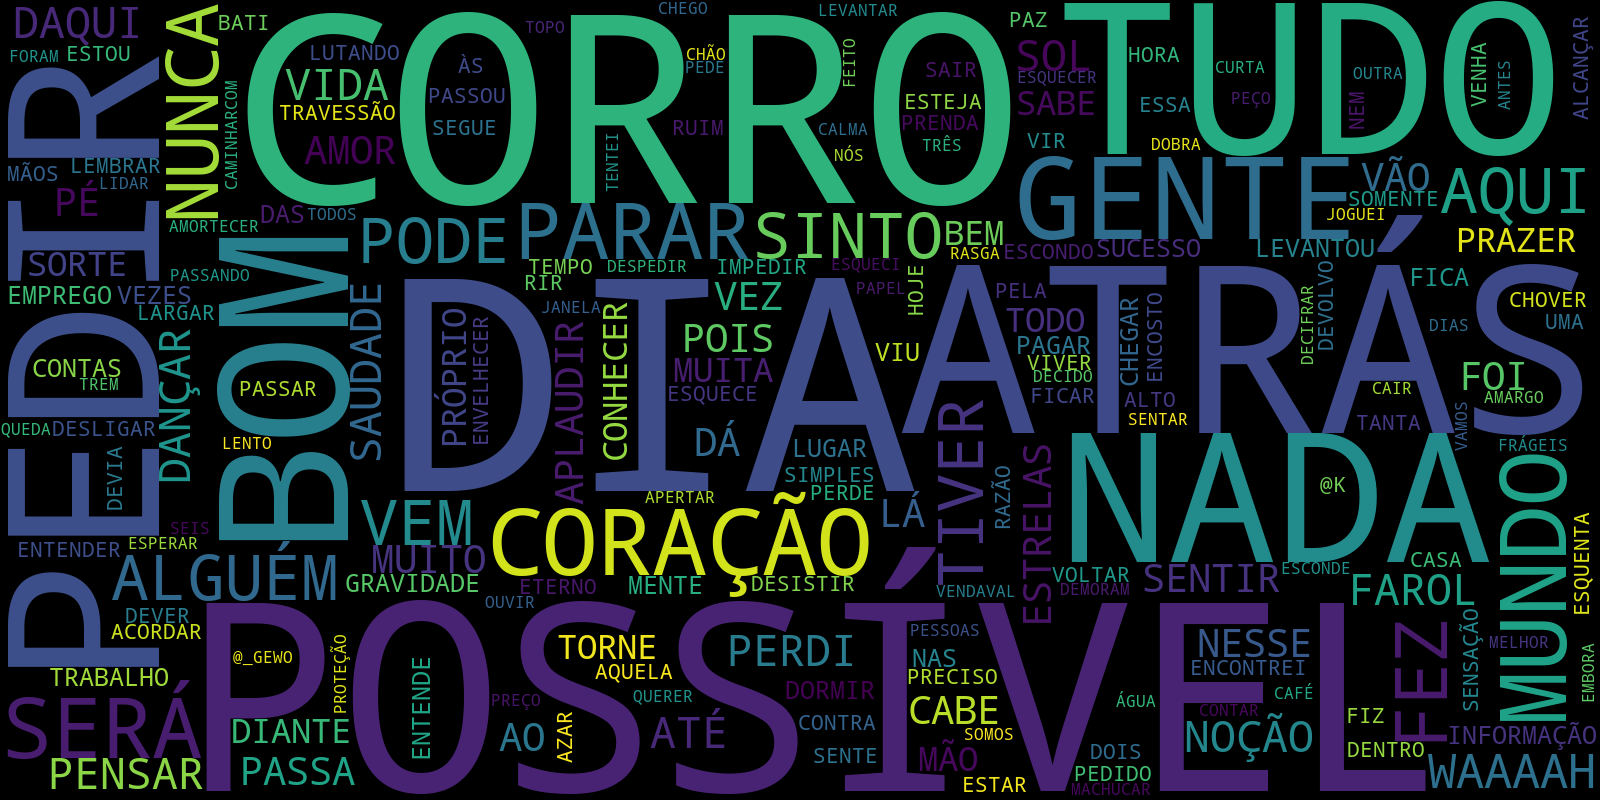 DAQUI
NUNCA
BATI
CORRO
TOPO
CHEGO
LEVANTAR
PAZ
TUDO
ALCANÇAR
FORAM
ESTOU
LUTANDO
ÀS
CHÃO
PEDE
FEITO
SAIR
SOL
HORA
CURTA
OUTRA
VENHA
ANTES
PEDIR
VIDA
PASSOU
ESTEJA
ESQUECER
SABE
ESSA
PEÇO
NEM
TRAVESSÃO
SEGUE
RUIM
CALMA
PRENDA
CAMINHARCOM
AMOR
TENTEI
NÓS
TRÊS
VIR
DOBRA
MÃOS
LEMBRAR
LIDAR
PÉ
GENTE
VÃO
SOMENTE
AQUI
AMORTECER
DAS
TODOS
PODE
PARAR
SINTO
BEM
JOGUEI
SORTE
BOM
RASGA
ESCONDO
SUCESSO
LEVANTOU
PRAZER
PASSANDO
TEMPO
DESPEDIR
IMPEDIR
ESQUECI
HOJE
EMPREGO
VEZES
RIR
SAUDADE
DIA
ATRÁS
FICA
LARGAR
JANELA
VEZ
PAPEL
PELA
CHEGAR
ENCOSTO
DECIFRAR
DEVOLVO
CHOVER
DIAS
UMA
DANÇAR
PRÓPRIO
ENVELHECER
APLAUDIR
CONHECER
POIS
TODO
PAGAR
VIU
VIVER
CONTAS
TREM
PASSAR
MUITA
ESQUECE
DECIDO
FICAR
ALTO
CAIR
FOI
AMARGO
QUEDA
DESLIGAR
LENTO
TIVER
SENTAR
TANTA
VAMOS
FRÁGEIS
DEVIA
DÁ
LUGAR
SIMPLES
PERDE
RAZÃO
ESTRELAS
NADA
@K
MUNDO
SEIS
VEM
APERTAR
CORAÇÃO
LÁ
ENTENDER
ESPERAR
ALGUÉM
MUITO
ESQUENTA
CASA
GRAVIDADE
ETERNO
MENTE
DESISTIR
VENDAVAL
VOLTAR
DEMORAM
SENTIR
ESCONDE
FAROL
DEVER
ACORDAR
OUVIR
POSSÍVEL
PESSOAS
FEZ
SENSAÇÃO
MELHOR
EMBORA
@_GEWO
PROTEÇÃO
ENTENDE
TORNE
AQUELA
PERDI
NAS
PRECISO
NESSE
ENCONTREI
TRABALHO
SERÁ
PREÇO
QUERER
DORMIR
CABE
ÁGUA
CAFÉ
CONTAR
FIZ
DIANTE
AO
AZAR
ATÉ
CONTRA
SOMOS
NOÇÃO
INFORMAÇÃO
PENSAR
PASSA
SENTE
MÃO
DOIS
DENTRO
PEDIDO
ESTAR
MACHUCAR
WAAAAH